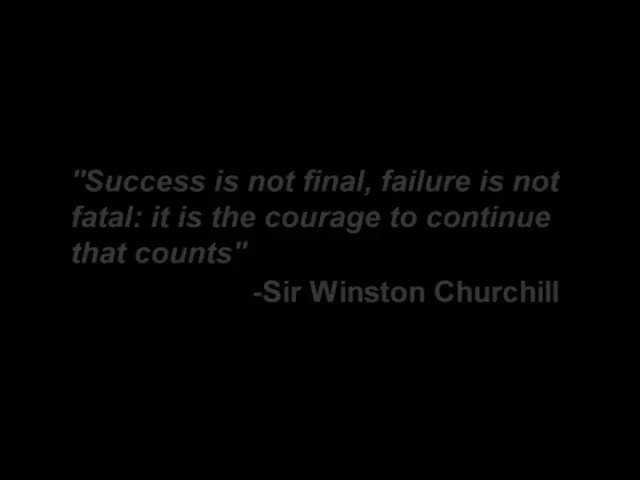 "Success is not final, failure is not
fatal: it is the courage to continue
that counts"
-Sir Winston Churchill